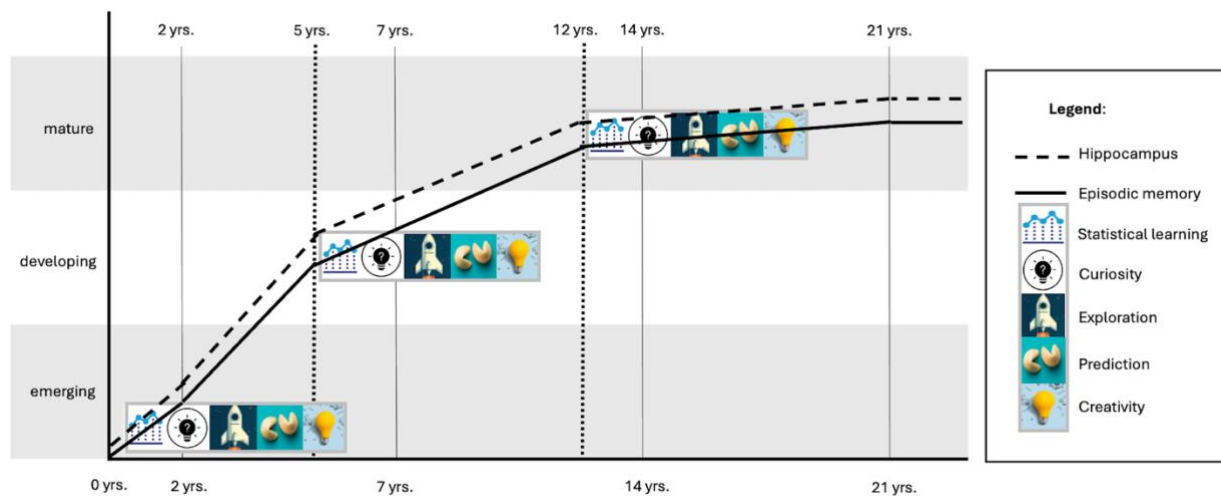 2 yrs.
5 yrs.
7 yrs.
12 yrs.
14 yrs.
21 yrs.
mature
developing
emerging
0 yrs.
2 yrs.
7 yrs.
14 yrs.
21 yrs.
Legend:
Hippocampus
Episodic memory
Statistical learning
Curiosity
Exploration
Prediction
Creativity
?
?
?
?